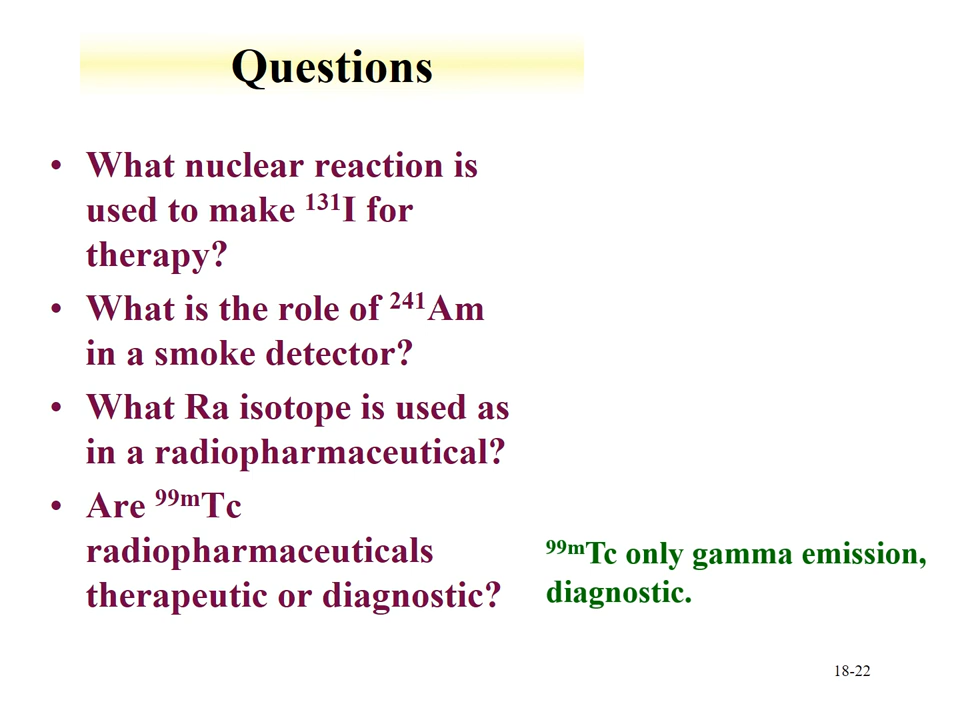 Questions
• What nuclear reaction is
used to make ¹³¹I for
therapy?
• What is the role of ²⁴¹Am
in a smoke detector?
• What Ra isotope is used as
in a radiopharmaceutical?
• Are ⁹⁹ᵐTc
radiopharmaceuticals
therapeutic or diagnostic?
⁹⁹ᵐTc only gamma emission,
diagnostic.
18-22